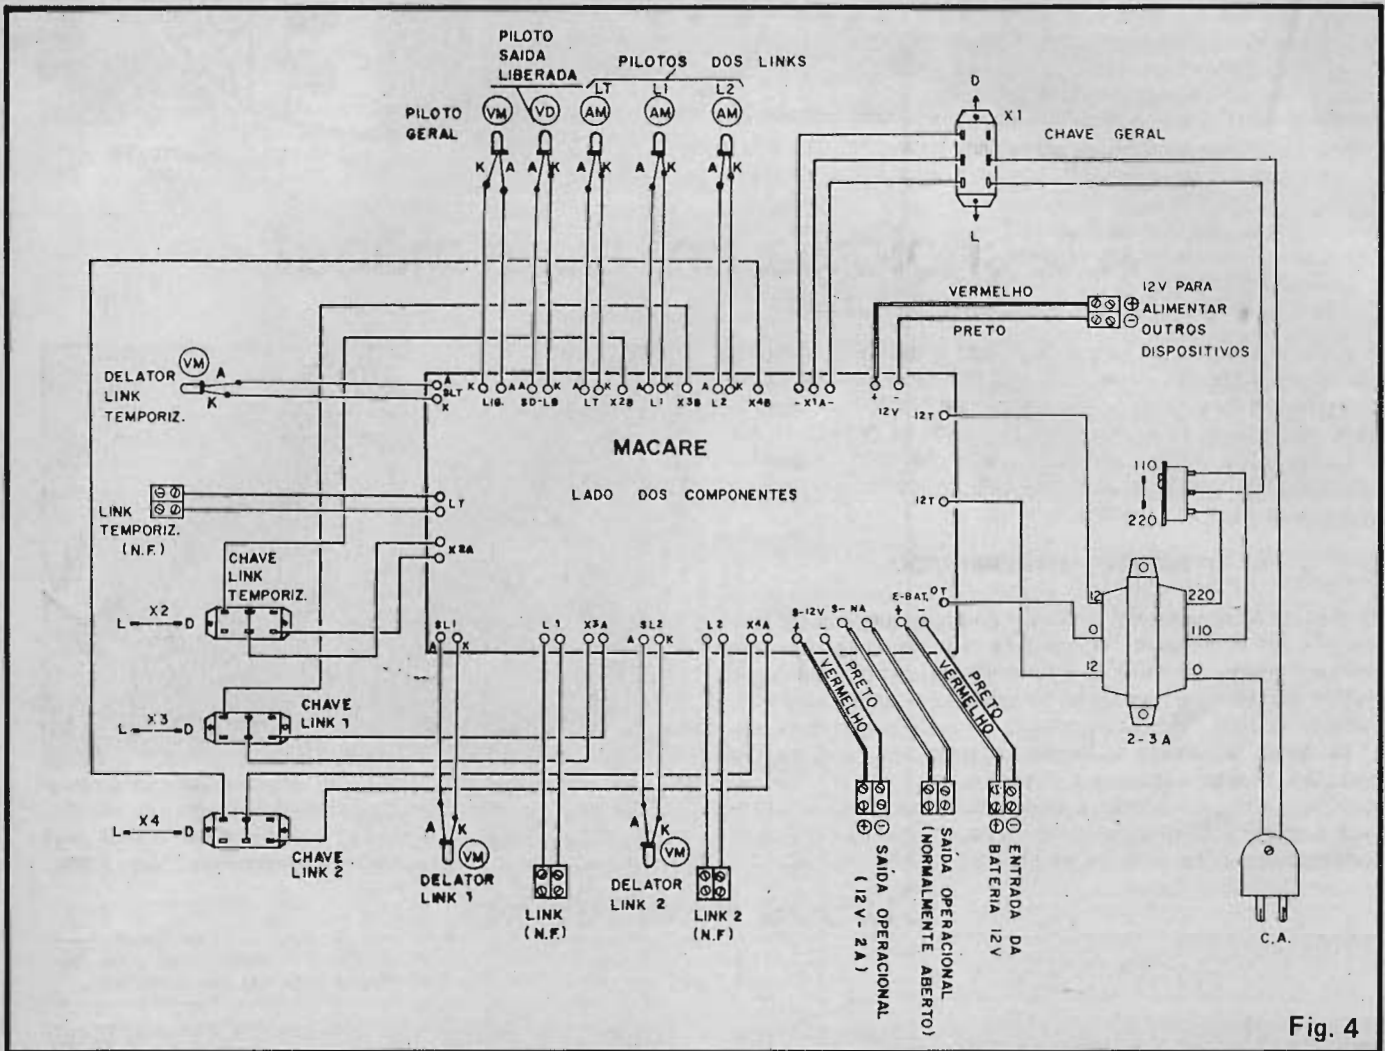 PILOTO
SAIDA
LIBERADA
PILOTOS DOS LINKS
LT
L1
L2
PILOTO
GERAL
VM
VD
AM
AM
AM
K A
A K
A K
A K
A K
D
X1
CHAVE GERAL
L
VERMELHO
PRETO
12V PARA
ALIMENTAR
OUTROS
DISPOSITIVOS
+
-
VM
DELATOR
LINK
TEMPORIZ.
A
K
A
SLT
K
K LIG. A
A SD-LB K
A LT K
X2B
A L1 K
X3B
A L2 K
X4B
-X1A-
+ -
12V
12T
MACARE
LADO DOS COMPONENTES
12T
110
220
LINK
TEMPORIZ.
(N.F.)
LT
X2A
CHAVE
LINK
TEMPORIZ.
L X2 D
SL1
A K
L1
X3A
SL2
A K
L2
X4A
S-12V
+ -
S-NA
E-BAT.
+ -
0T
12
0
12
220
110
0
2-3A
VERMELHO
PRETO
VERMELHO
PRETO
L X3 D
CHAVE
LINK 1
L X4 D
CHAVE
LINK 2
A K
VM
DELATOR
LINK 1
LINK
(N.F.)
A K
VM
DELATOR
LINK 2
LINK 2
(N.F)
+ -
SAÍDA OPERACIONAL
(12V-2A)
SAIDA OPERACIONAL
(NORMALMENTE ABERTO)
+ -
ENTRADA DA
BATERIA 12V
C.A.
Fig. 4